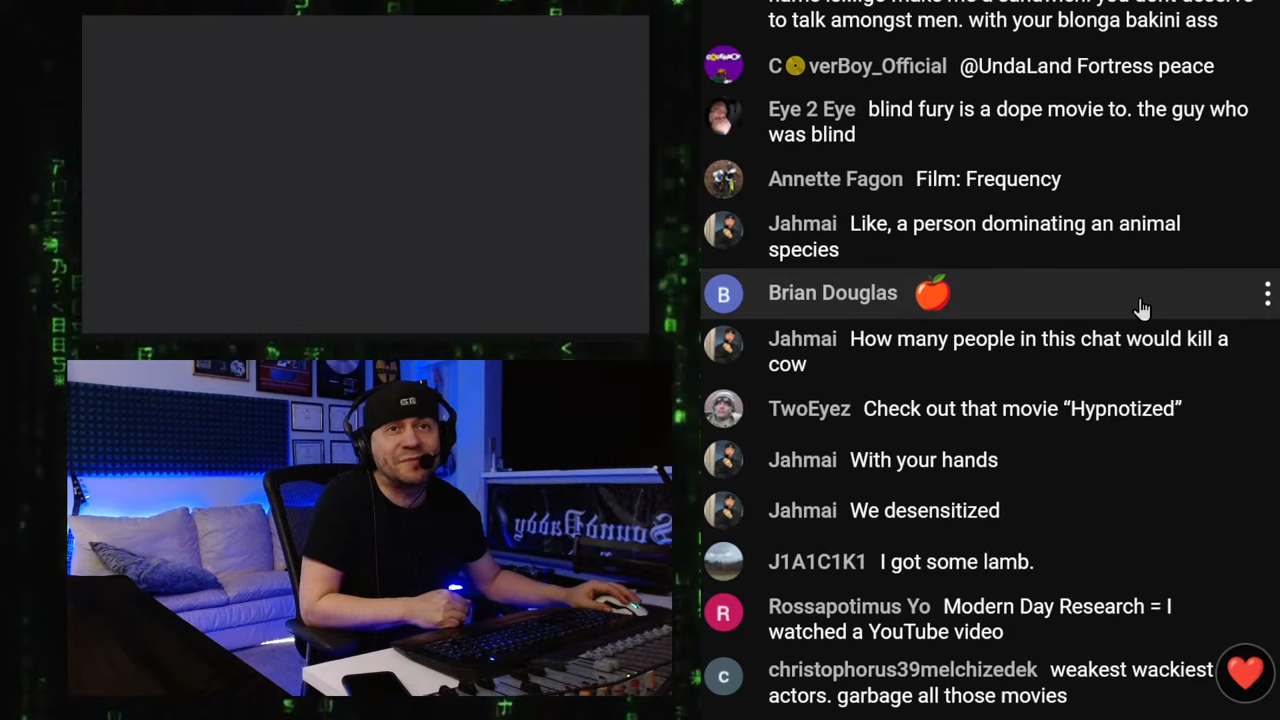 to talk amongst men. with your blonga bakini ass
C verBoy_Official @UndaLand Fortress peace
Eye 2 Eye blind fury is a dope movie to. the guy who
was blind
Annette Fagon Film: Frequency
Jahmai Like, a person dominating an animal
species
B Brian Douglas
Jahmai How many people in this chat would kill a
cow
TwoEyez Check out that movie “Hypnotized”
Jahmai With your hands
Jahmai We desensitized
J1A1C1K1 I got some lamb.
R Rossapotimus Yo Modern Day Research = I
watched a YouTube video
C christophorus39melchizedek weakest wackiest
actors. garbage all those movies
Sound Daddy